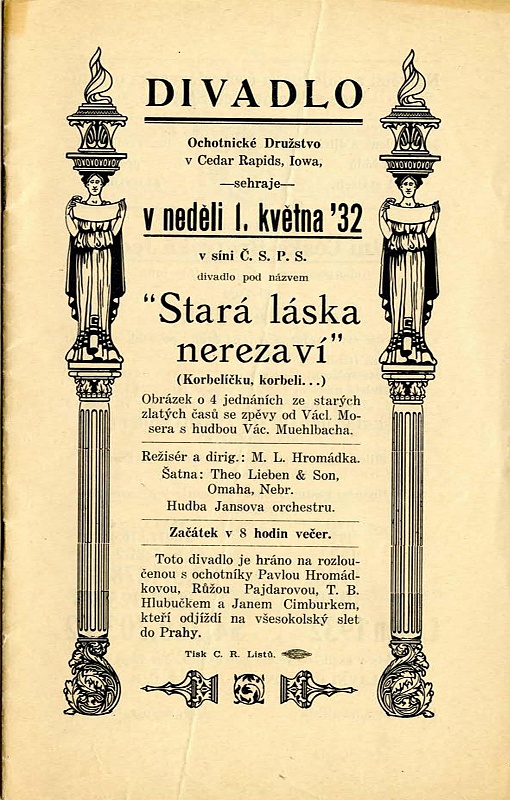 DIVADLO
Ochotnické Družstvo
v Cedar Rapids, Iowa,
—sehraje—
v neděli 1. května '32
v síni Č. S. P. S.
divadlo pod názvem
“Stará láska
nerezaví”
(Korbelíčku, korbeli...)
Obrázek o 4 jednáních ze starých
zlatých časů se zpěvy od Václ. Mo-
sera s hudbou Vác. Muehlbacha.
Režisér a dirig.: M. L. Hromádka.
Šatna: Theo Lieben & Son,
Omaha, Nebr.
Hudba Jansova orchestru.
Začátek v 8 hodin večer.
Toto divadlo je hráno na rozlou-
čenou s ochotníky Pavlou Hromád-
kovou, Růžou Pajdarovou, T. B.
Hlubučkem a Janem Cimburkem,
kteří odjíždí na všesokolský slet
do Prahy.
Tisk C. R. Listů.